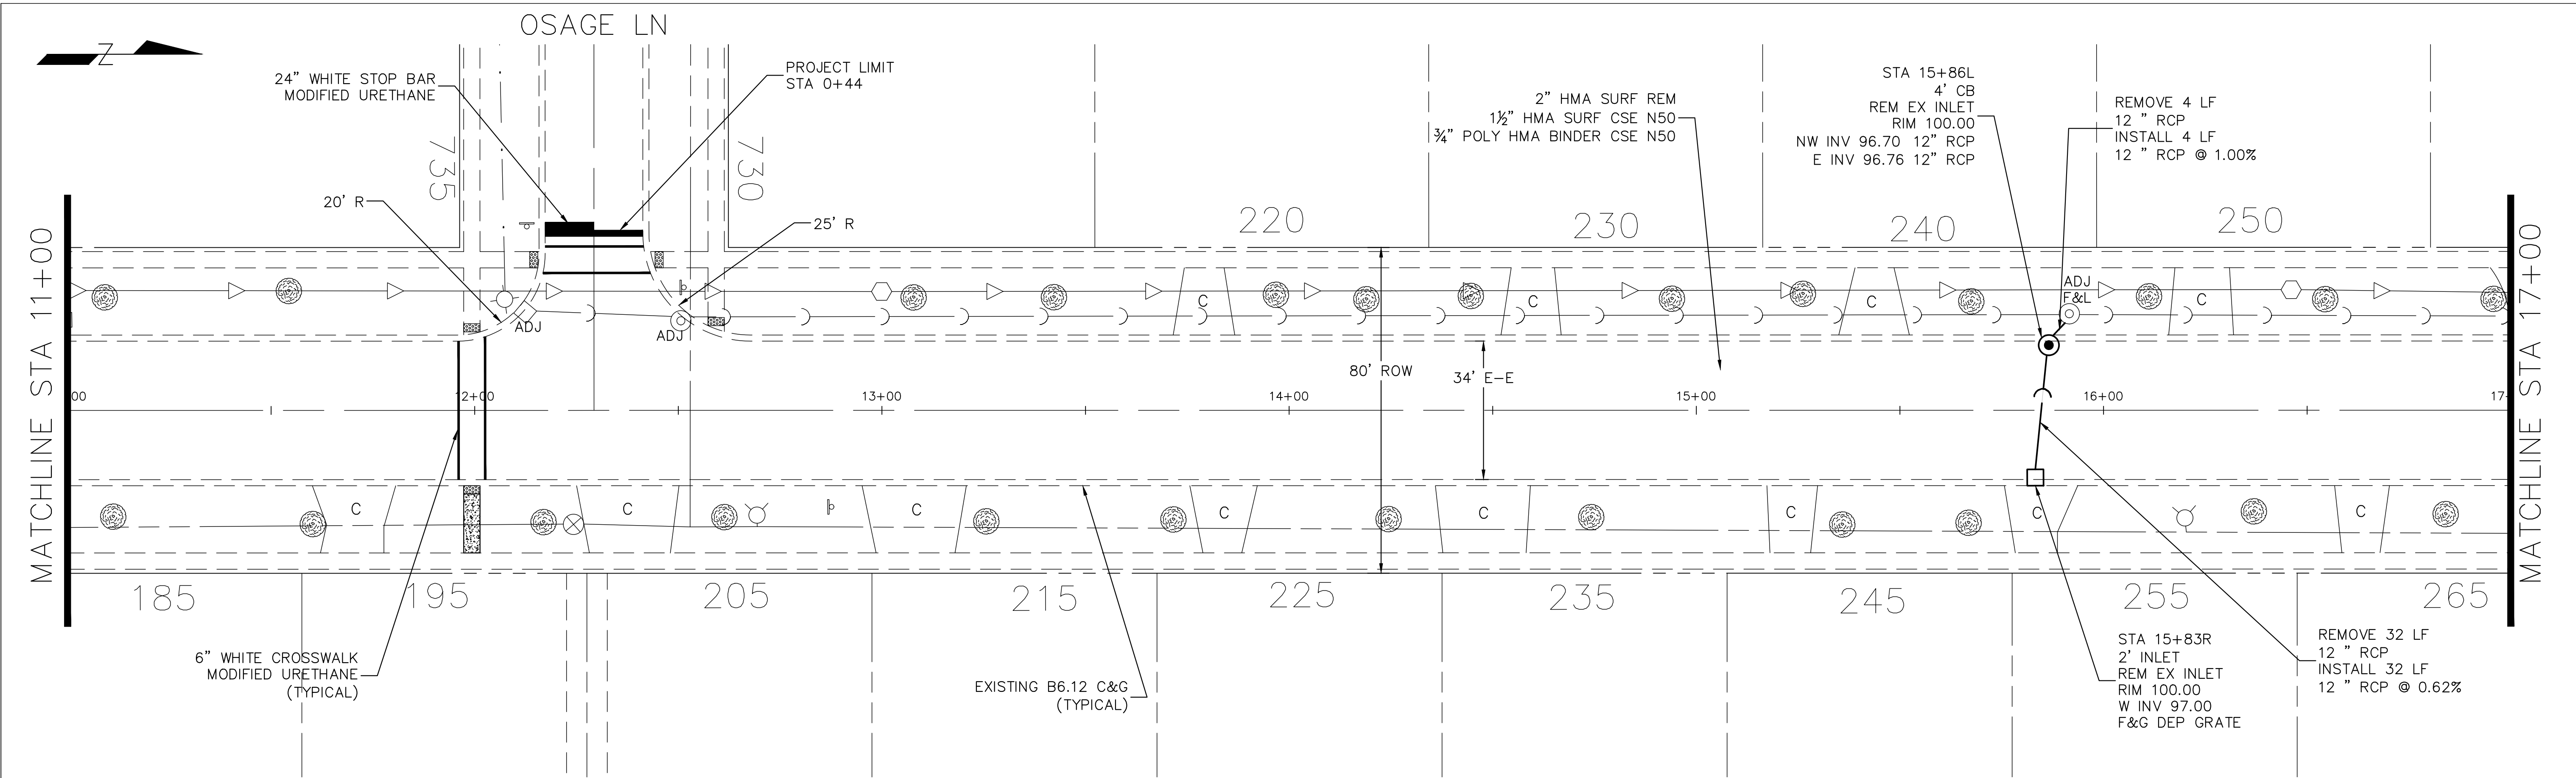 OSAGE LN
Z
24" WHITE STOP BAR
MODIFIED URETHANE
PROJECT LIMIT
STA 0+44
735
730
20' R
25' R
2" HMA SURF REM
1½" HMA SURF CSE N50
¾" POLY HMA BINDER CSE N50
STA 15+86L
4' CB
REM EX INLET
RIM 100.00
NW INV 96.70 12" RCP
E INV 96.76 12" RCP
REMOVE 4 LF
12 " RCP
INSTALL 4 LF
12 " RCP @ 1.00%
220
230
240
250
MATCHLINE STA 11+00
MATCHLINE STA 17+00
ADJ
ADJ
ADJ
F&L
C
C
C
C
80' ROW
34' E-E
00
12+00
13+00
14+00
15+00
16+00
17-
C
C
C
C
C
C
C
C
185
195
205
215
225
235
245
255
265
6" WHITE CROSSWALK
MODIFIED URETHANE
(TYPICAL)
EXISTING B6.12 C&G
(TYPICAL)
STA 15+83R
2' INLET
REM EX INLET
RIM 100.00
W INV 97.00
F&G DEP GRATE
REMOVE 32 LF
12 " RCP
INSTALL 32 LF
12 " RCP @ 0.62%